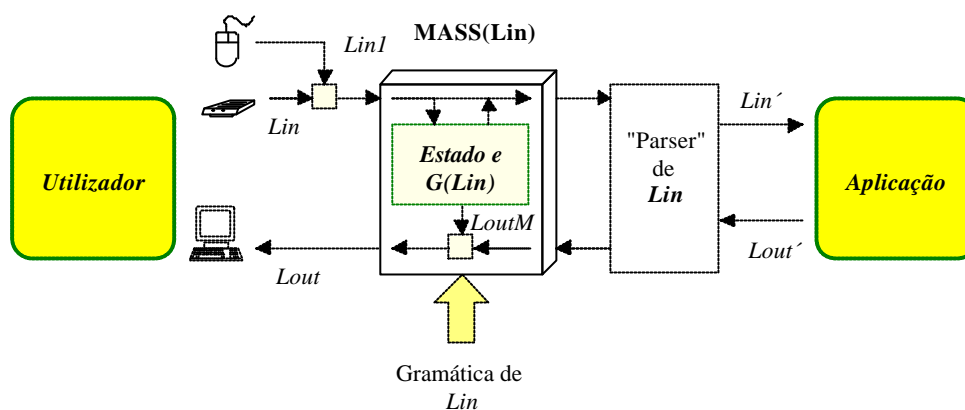 MASS(Lin)
Lin1
Lin
Utilizador
Estado e
G(Lin)
LoutM
Lout
"Parser"
de
Lin
Lin´
Lout´
Aplicação
Gramática de
Lin